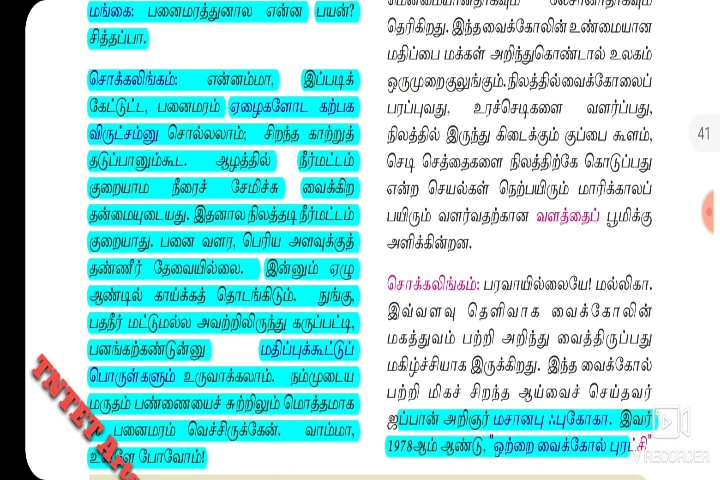 மங்கை: பனைமரத்துனால என்ன பயன்?
சித்தப்பா.
சொக்கலிங்கம்: என்னம்மா, இப்படிக்
கேட்டுட்ட, பனைமரம் ஏழைகளோட கற்பக
விருட்சம்னு சொல்லலாம்; சிறந்த காற்றுத்
தடுப்பானும்கூட. ஆழத்தில் நீர்மட்டம்
குறையாம நீரைச் சேமிச்சு வைக்கிற
தன்மையுடையது. இதனால நிலத்தடி நீர்மட்டம்
குறையாது. பனை வளர, பெரிய அளவுக்குத்
தண்ணீர் தேவையில்லை. இன்னும் ஏழு
ஆண்டில் காய்க்கத் தொடங்கிடும். நுங்கு,
பதநீர் மட்டுமல்ல அவற்றிலிருந்து கருப்பட்டி,
பனங்கற்கண்டுன்னு மதிப்புக்கூட்டுப்
பொருள்களும் உருவாக்கலாம். நம்முடைய
மருதம் பண்ணையைச் சுற்றிலும் மொத்தமாக
பனைமரம் வெச்சிருக்கேன். வாம்மா,
போவோம்!
TNTET
தெரிகிறது. இந்தவைக்கோலின் உண்மையான
மதிப்பை மக்கள் அறிந்துகொண்டால் உலகம்
ஒருமுறைகுலுங்கும். நிலத்தில்வைக்கோலைப்
பரப்புவது, உரச்செடிகளை வளர்ப்பது,
நிலத்தில் இருந்து கிடைக்கும் குப்பை கூளம்,
செடி செத்தைகளை நிலத்திற்கே கொடுப்பது
என்ற செயல்கள் நெற்பயிரும் மாரிக்காலப்
பயிரும் வளர்வதற்கான வளத்தைப் பூமிக்கு
அளிக்கின்றன.
சொக்கலிங்கம்: பரவாயில்லையே! மல்லிகா.
இவ்வளவு தெளிவாக வைக்கோலின்
மகத்துவம் பற்றி அறிந்து வைத்திருப்பது
மகிழ்ச்சியாக இருக்கிறது. இந்த வைக்கோல்
பற்றி மிகச் சிறந்த ஆய்வைச் செய்தவர்
ஜப்பான் அறிஞர் மசானபு ஃபுகோகா. இவர்
1978ஆம் ஆண்டு, "ஒற்றை வைக்கோல் புரட்சி"
41
RECORDER